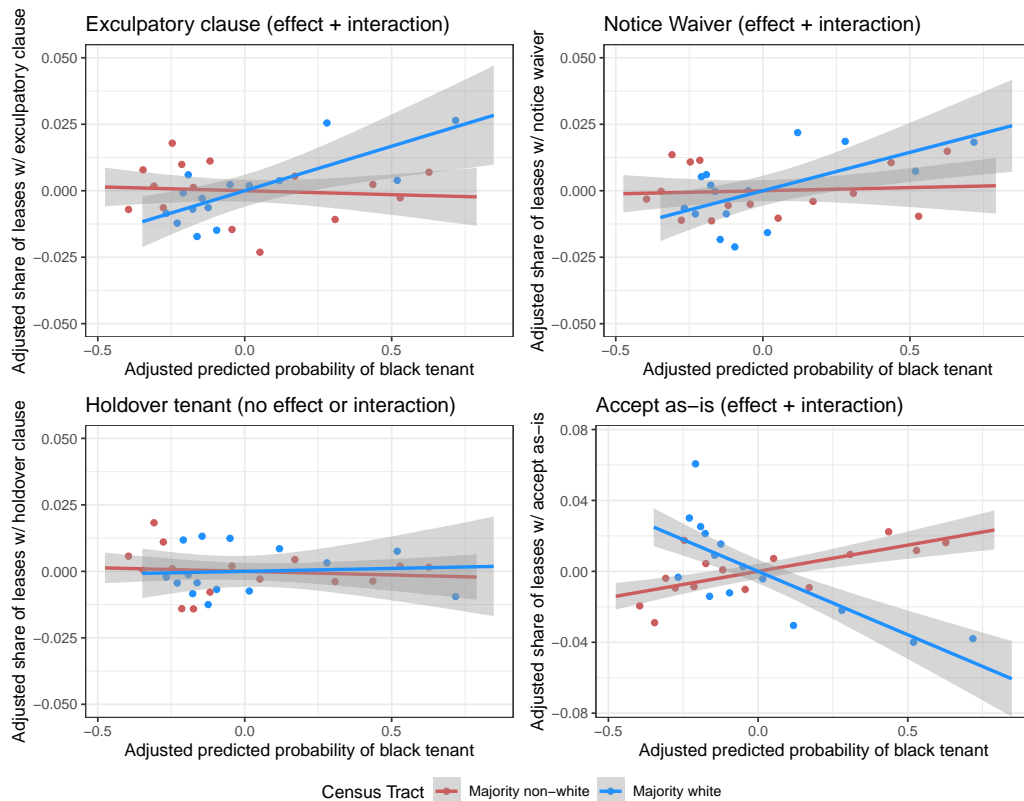 Exculpatory clause (effect + interaction)
Adjusted share of leases w/ exculpatory clause
0.050
0.025
0.000
−0.025
−0.050
−0.5
0.0
0.5
Adjusted predicted probability of black tenant
Notice Waiver (effect + interaction)
Adjusted share of leases w/ notice waiver
0.050
0.025
0.000
−0.025
−0.050
−0.5
0.0
0.5
Adjusted predicted probability of black tenant
Holdover tenant (no effect or interaction)
Adjusted share of leases w/ holdover clause
0.050
0.025
0.000
−0.025
−0.050
−0.5
0.0
0.5
Adjusted predicted probability of black tenant
Accept as−is (effect + interaction)
Adjusted share of leases w/ accept as−is
0.08
0.04
0.00
−0.04
−0.08
−0.5
0.0
0.5
Adjusted predicted probability of black tenant
Census Tract Majority non−white Majority white